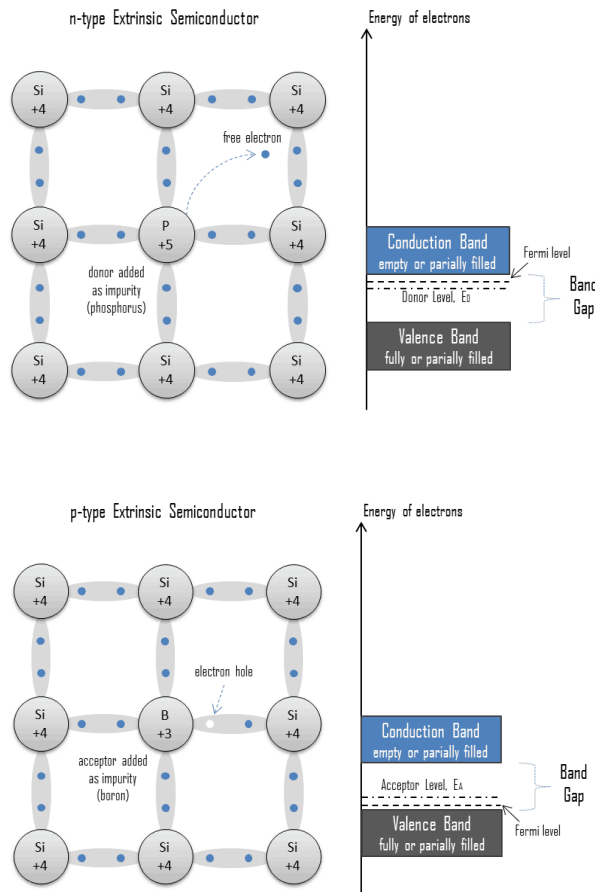 n-type Extrinsic Semiconductor
Energy of electrons
Si
+4
Si
+4
Si
+4
free electron
Si
+4
P
+5
Si
+4
donor added
as impurity
(phosphorus)
Si
+4
Si
+4
Si
+4
Conduction Band
empty or parially filled
Fermi level
Donor Level, ED
Band
Gap
Valence Band
fully or parially filled
p-type Extrinsic Semiconductor
Energy of electrons
Si
+4
Si
+4
Si
+4
electron hole
Si
+4
B
+3
Si
+4
acceptor added
as impurity
(boron)
Si
+4
Si
+4
Si
+4
Conduction Band
empty or parially filled
Acceptor Level, EA
Band
Gap
Valence Band
fully or parially filled
Fermi level